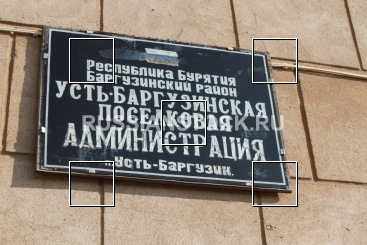 Республика Бурятия
Баргузинский район
УСТЬ-БАРГУЗИНСКАЯ
ПОСЕЛКОВАЯ
АДМИНИСТРАЦИЯ
п. Усть-Баргузин.